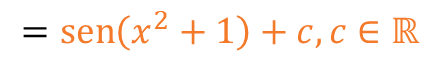 = sen(x² + 1) + c, c ∈ ℝ